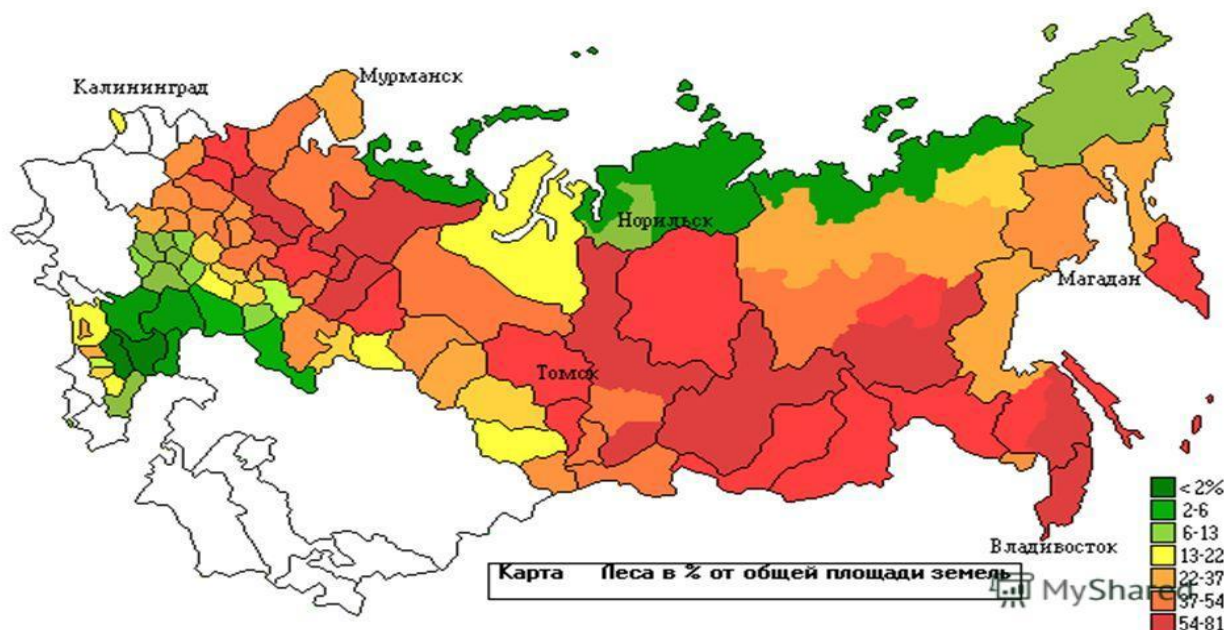 Мурманск
Калининград
Норильск
Магадан
Томск
Владивосток
Карта Леса в % от общей площади земель
< 2%
2-6
6-13
13-22
22-37
37-54
54-81
MyShared